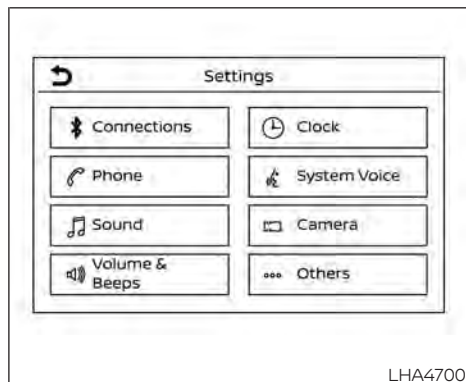 Settings
Connections
Clock
Phone
System Voice
Sound
Camera
Volume &
Beeps
Others
LHA4700